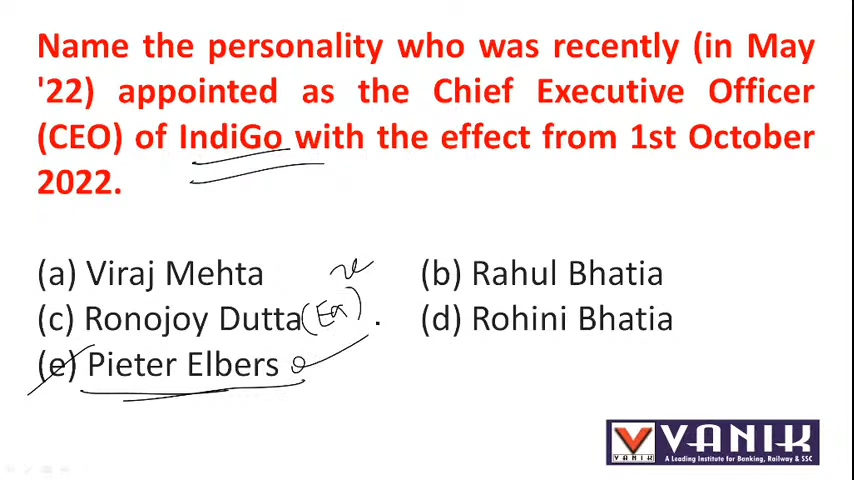 Name the personality who was recently (in May
'22) appointed as the Chief Executive Officer
(CEO) of IndiGo with the effect from 1st October
2022.
(a) Viraj Mehta (b) Rahul Bhatia
(c) Ronojoy Dutta (Ex) . (d) Rohini Bhatia
(e) Pieter Elbers
VANIK
VANIK
A Leading Institute for Banking, Railway & SSC